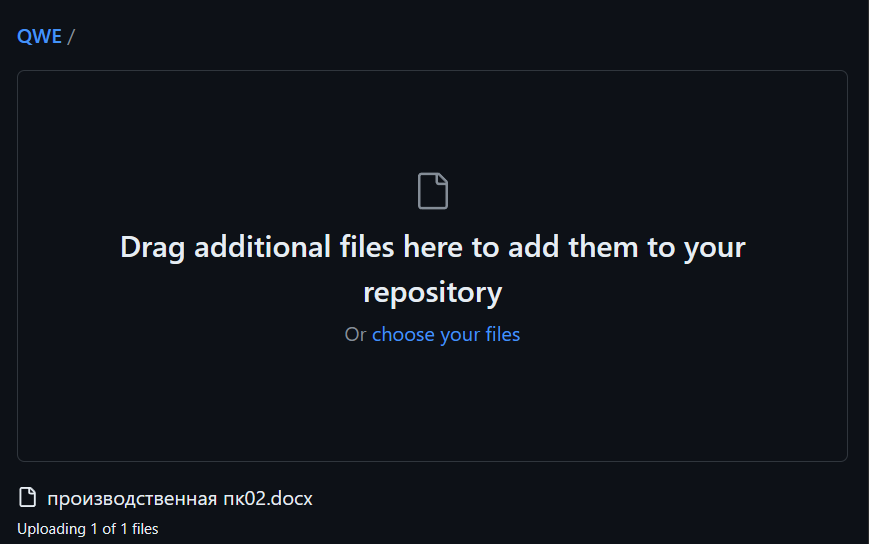 QWE /
Drag additional files here to add them to your
repository
Or choose your files
производственная пк02.docx
Uploading 1 of 1 files